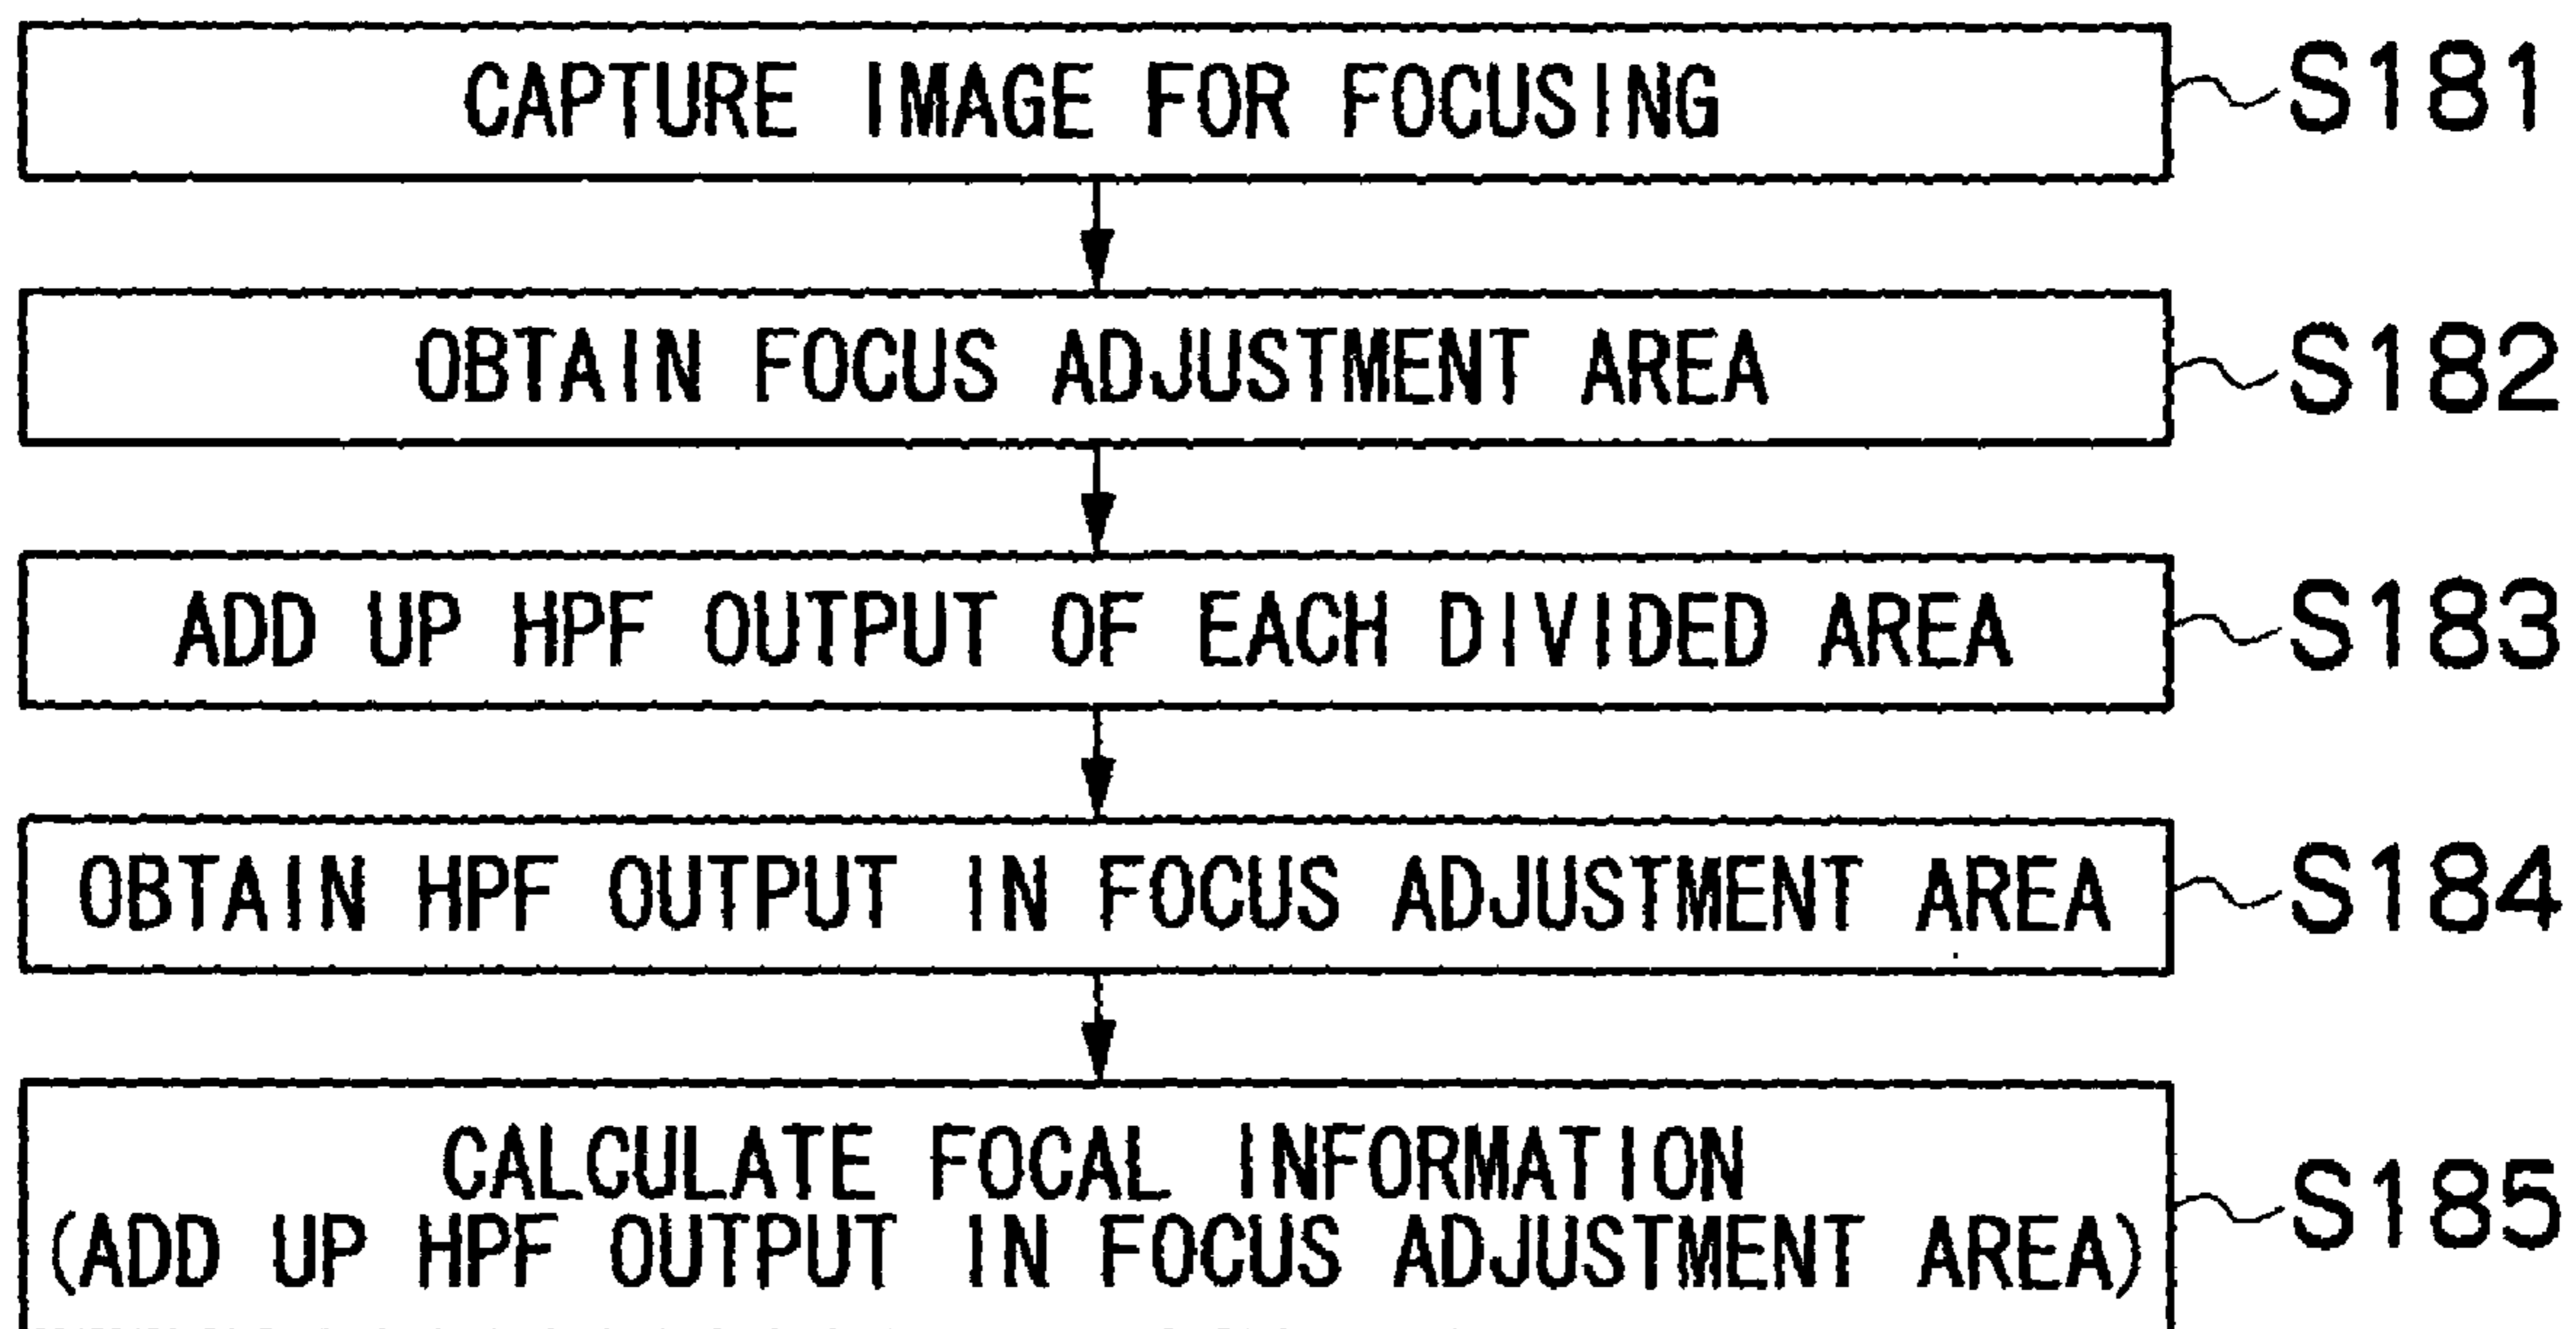 CAPTURE IMAGE FOR FOCUSING
S181
OBTAIN FOCUS ADJUSTMENT AREA
S182
ADD UP HPF OUTPUT OF EACH DIVIDED AREA
S183
OBTAIN HPF OUTPUT IN FOCUS ADJUSTMENT AREA
S184
CALCULATE FOCAL INFORMATION
(ADD UP HPF OUTPUT IN FOCUS ADJUSTMENT AREA)
S185